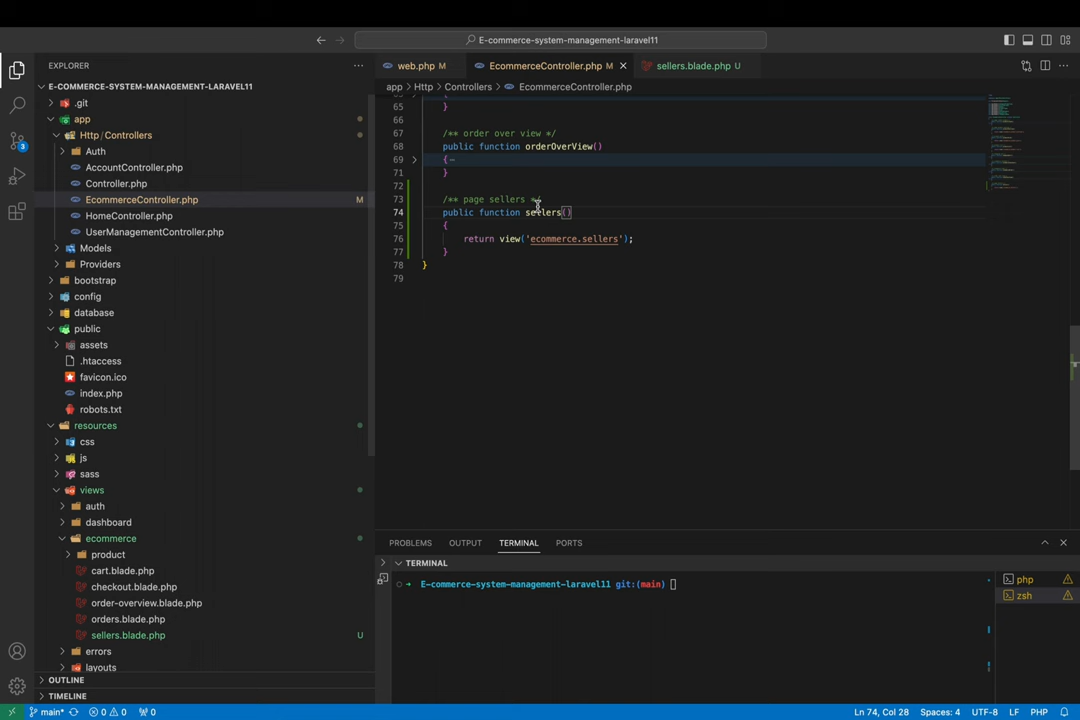 E-commerce-system-management-laravel11
EXPLORER
web.php M
EcommerceController.php M
sellers.blade.php U
E-COMMERCE-SYSTEM-MANAGEMENT-LARAVEL11
app > Http > Controllers > EcommerceController.php
.git
app
Http / Controllers
Auth
AccountController.php
Controller.php
EcommerceController.php M
HomeController.php
UserManagementController.php
Models
Providers
bootstrap
config
database
public
assets
.htaccess
favicon.ico
index.php
robots.txt
resources
css
js
sass
views
auth
dashboard
ecommerce
product
cart.blade.php
checkout.blade.php
order-overview.blade.php
orders.blade.php
sellers.blade.php U
errors
layouts
OUTLINE
TIMELINE
65 }
66
67 /** order over view */
68 public function orderOverView()
69 {
71 }
72
73 /** page sellers */
74 public function sellers()
75 {
76 return view('ecommerce.sellers');
77 }
78 }
79
PROBLEMS OUTPUT TERMINAL PORTS
TERMINAL
E-commerce-system-management-laravel11 git:(main)
php
zsh
3
main* 0 0 0
Ln 74, Col 28 Spaces: 4 UTF-8 LF PHP